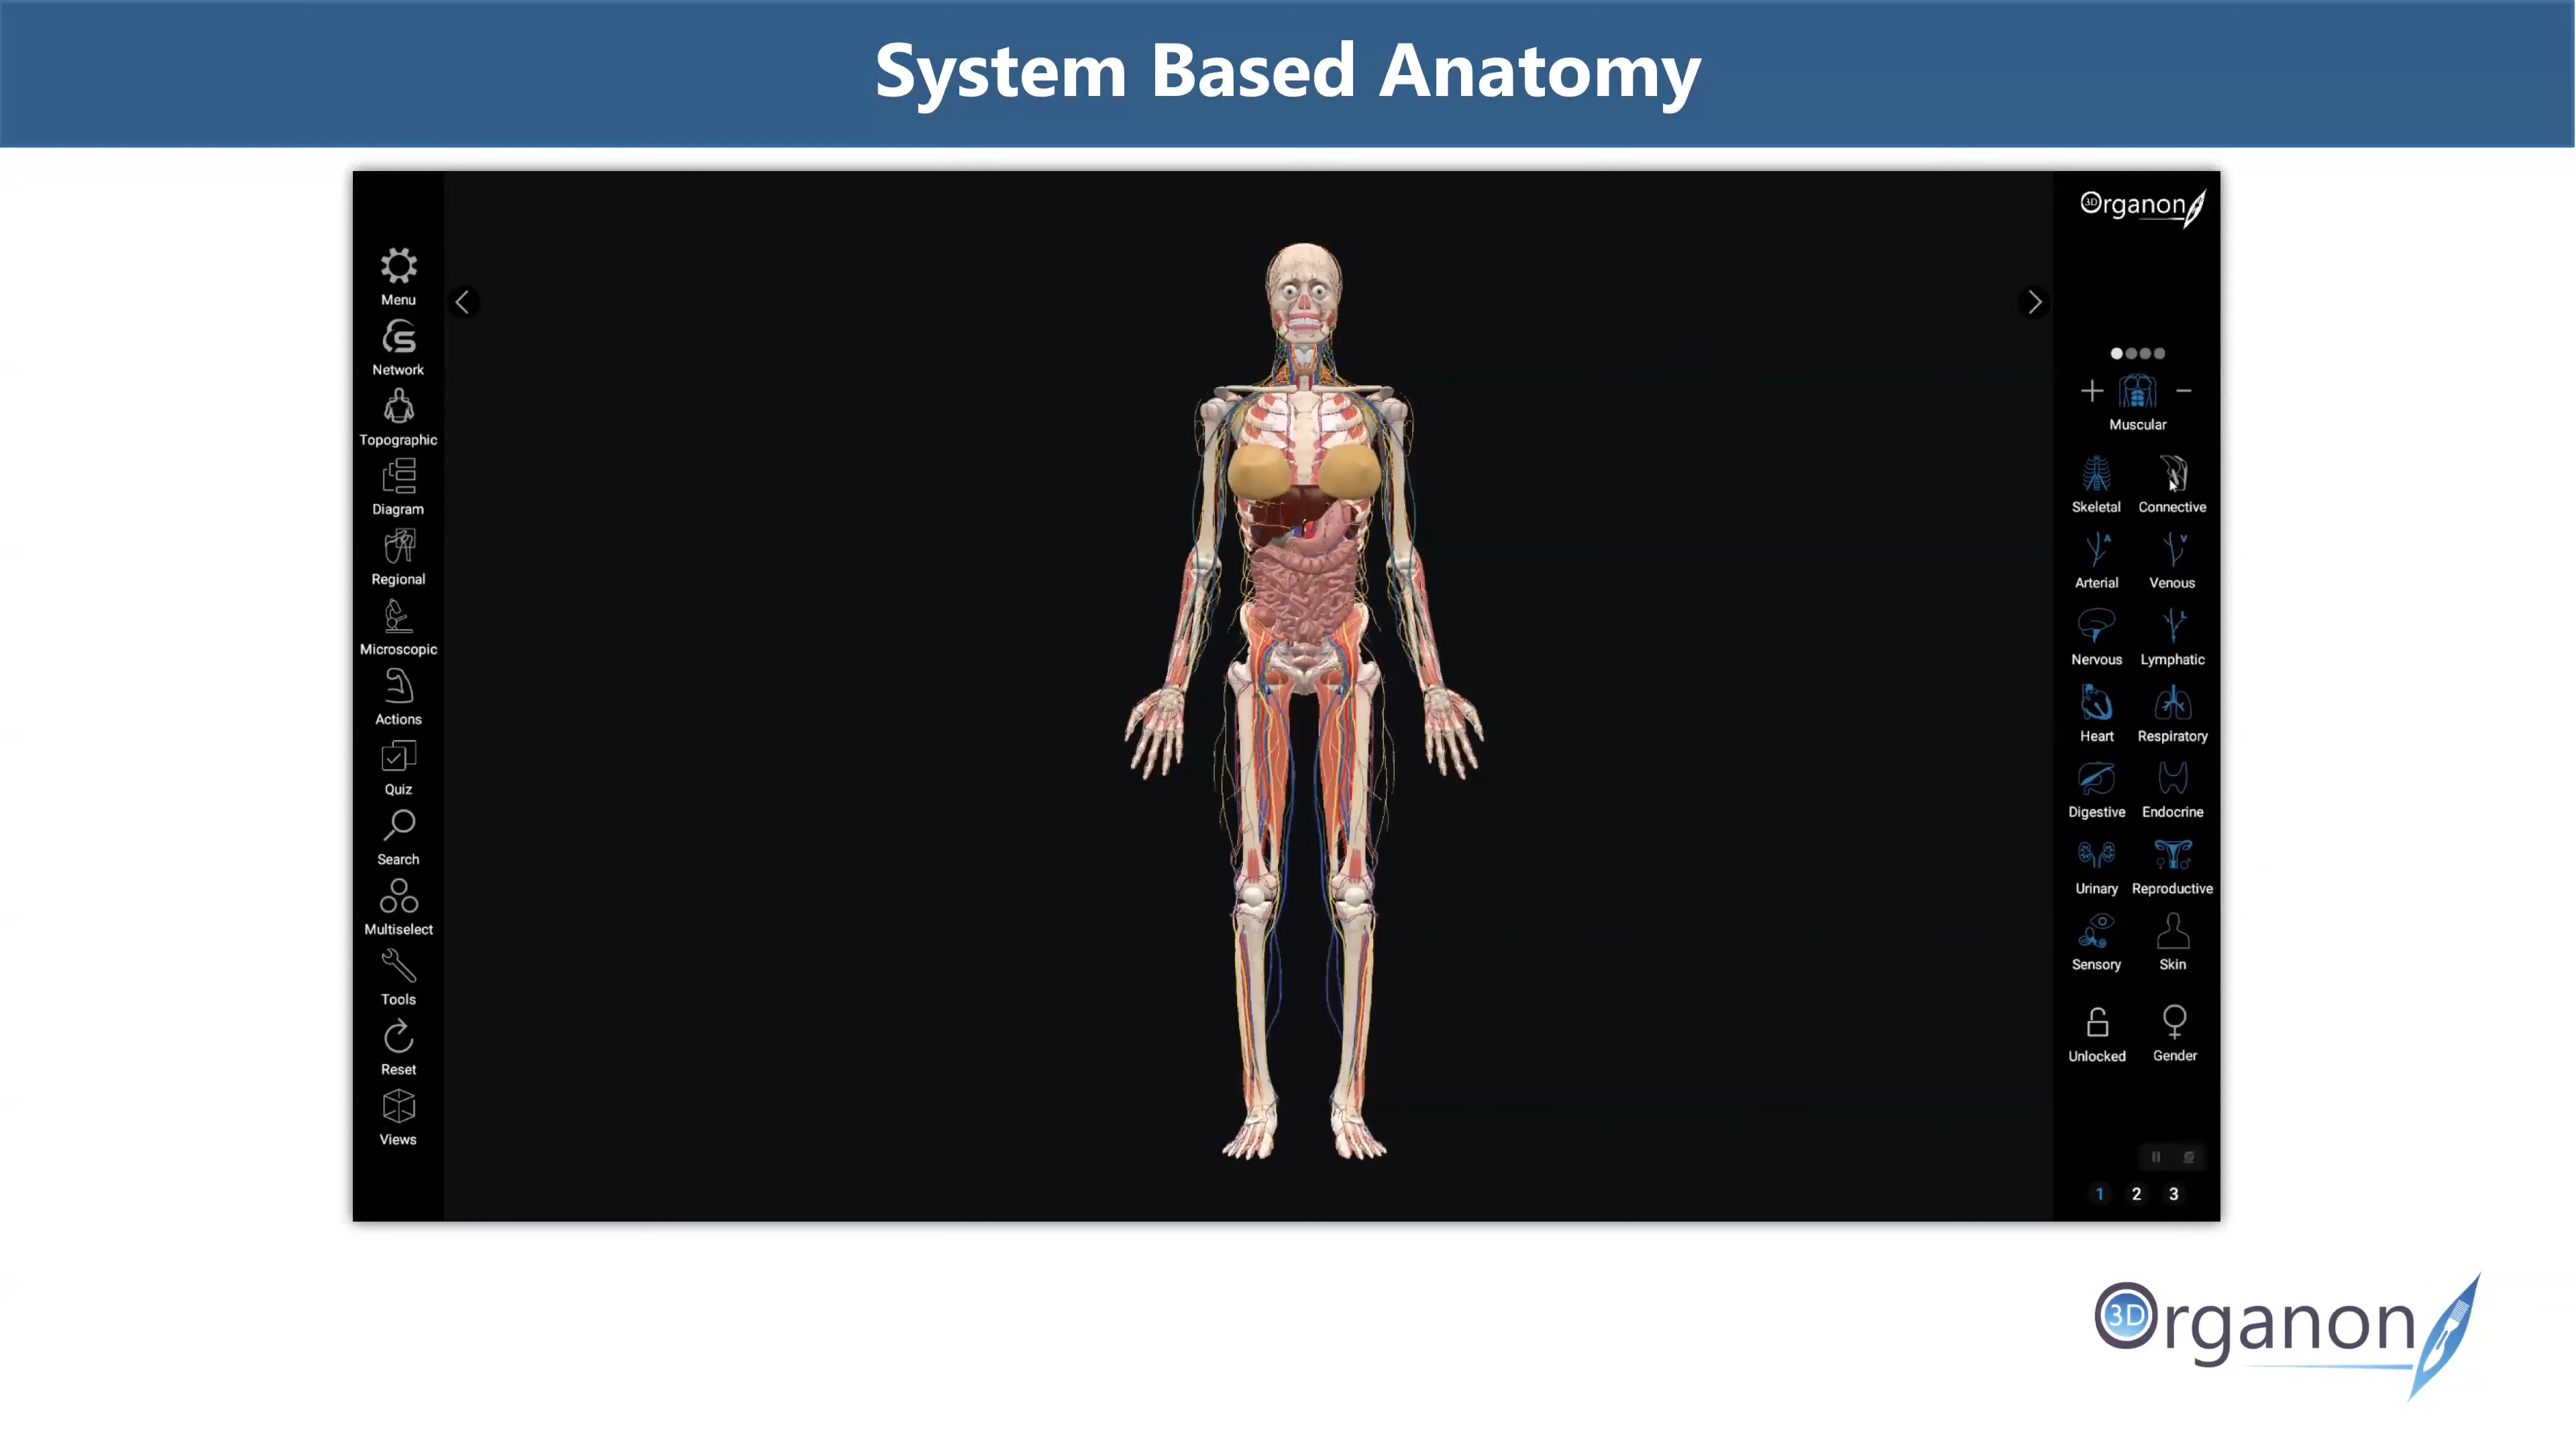 System Based Anatomy
3D Organon
Menu
Network
Topographic
Diagram
Regional
Microscopic
Actions
Quiz
Search
Multiselect
Tools
Reset
Views
Muscular
Skeletal Connective
A V
Arterial Venous
L
Nervous Lymphatic
Heart Respiratory
Digestive Endocrine
Urinary Reproductive
Sensory Skin
Unlocked Gender
1 2 3
3D Organon